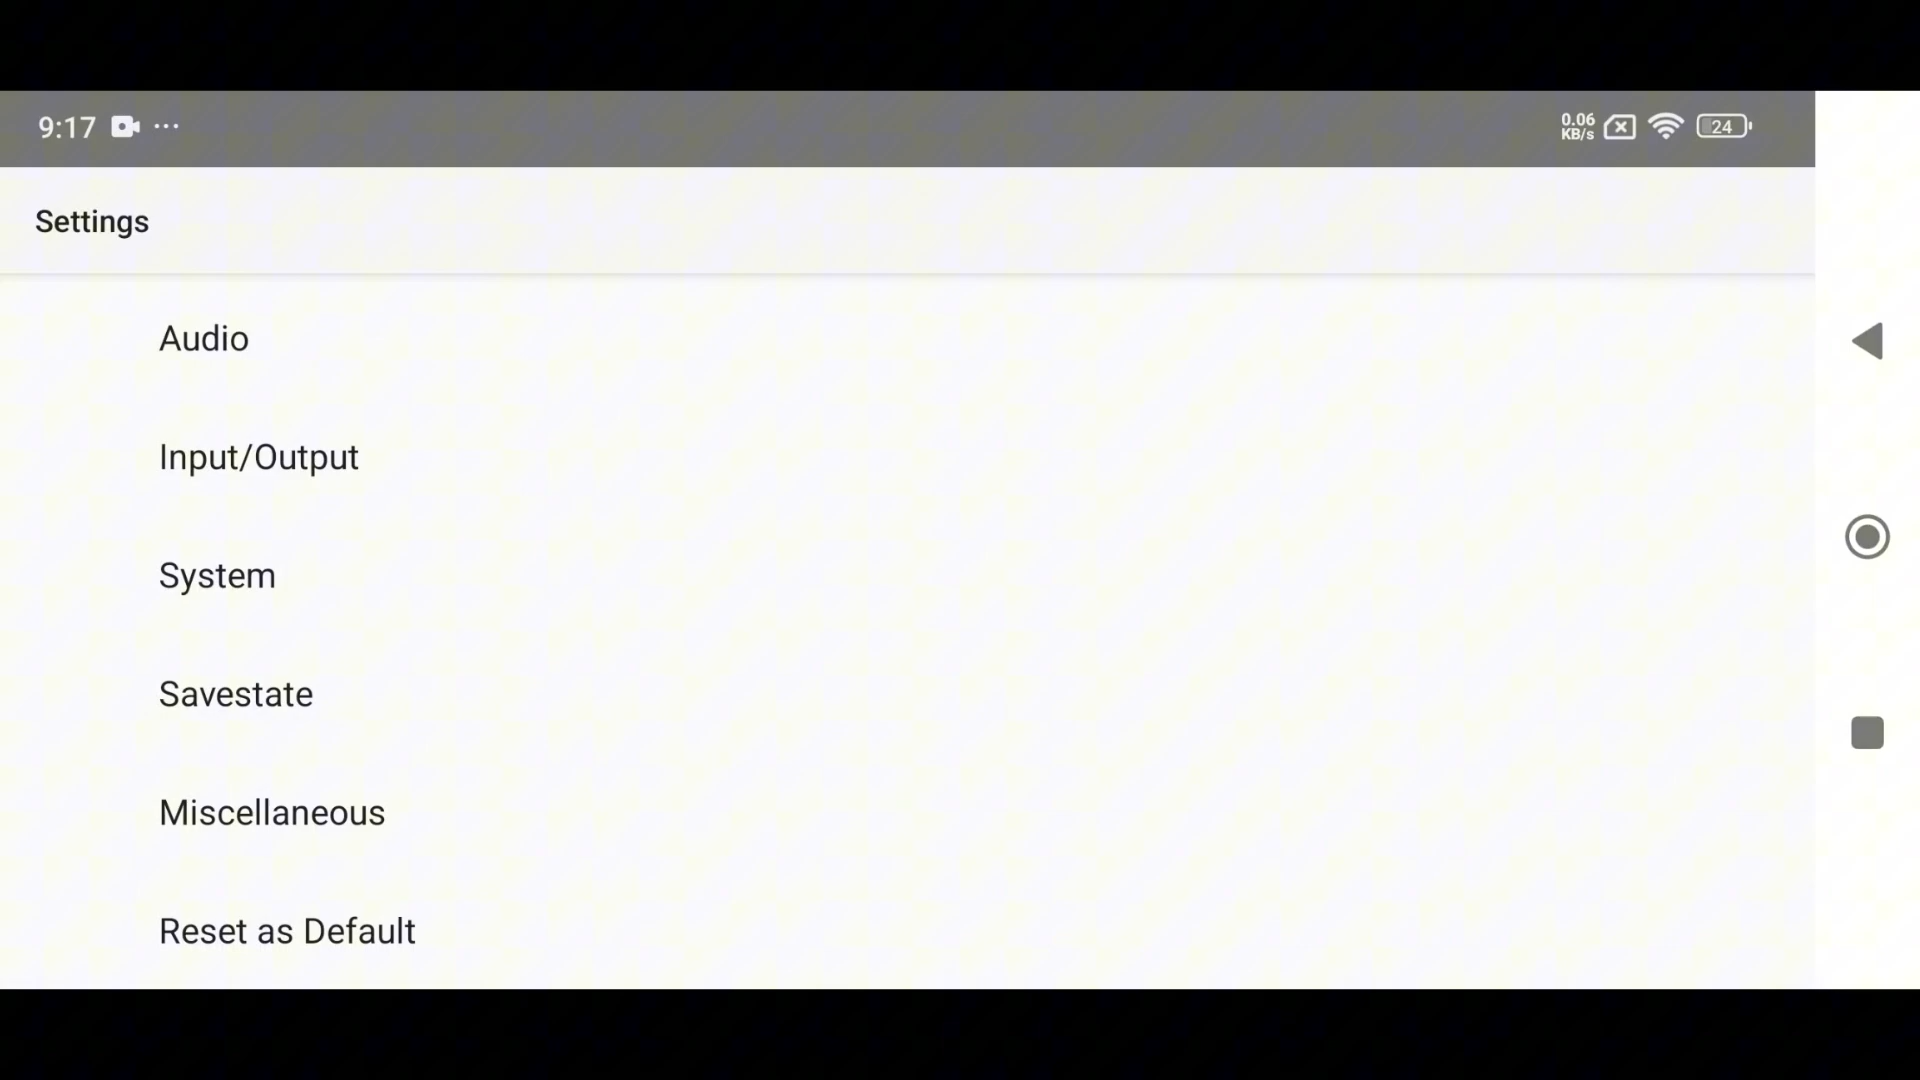 9:17
0.06
KB/s
24
Settings
Audio
Input/Output
System
Savestate
Miscellaneous
Reset as Default